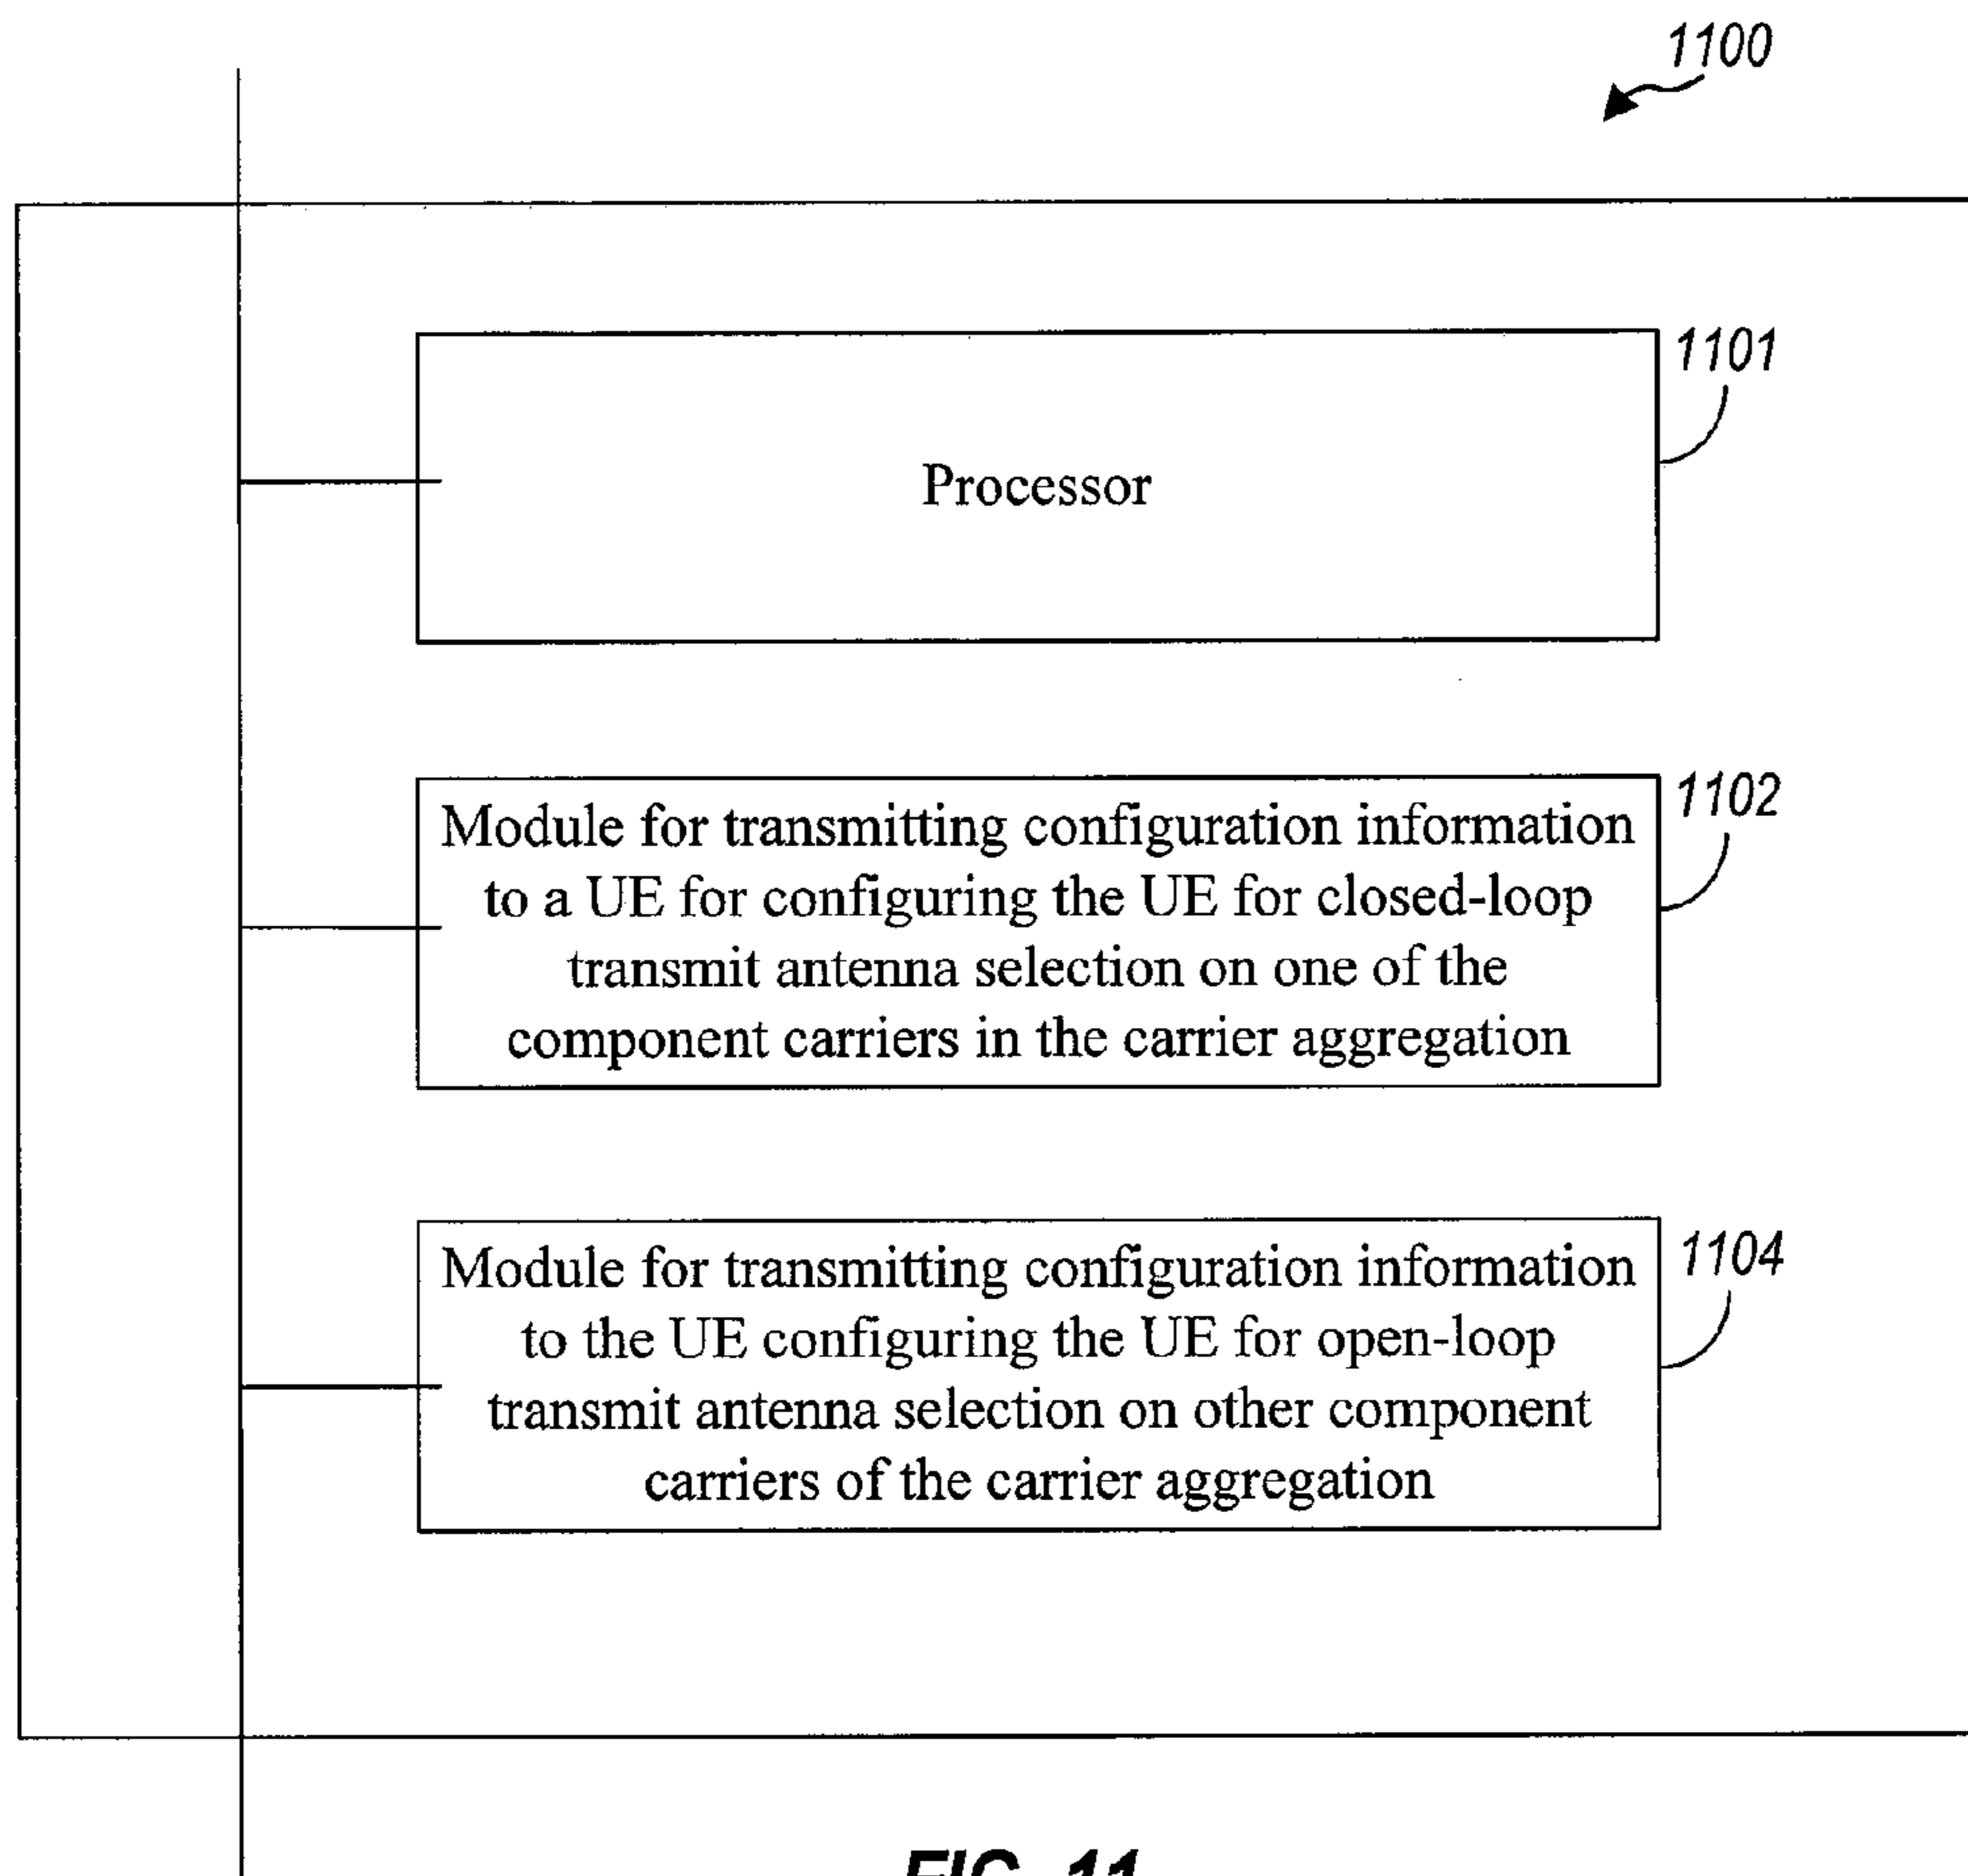 1100
1101
Processor
1102
Module for transmitting configuration information
to a UE for configuring the UE for closed-loop
transmit antenna selection on one of the
component carriers in the carrier aggregation
1104
Module for transmitting configuration information
to the UE configuring the UE for open-loop
transmit antenna selection on other component
carriers of the carrier aggregation
FIG. 11